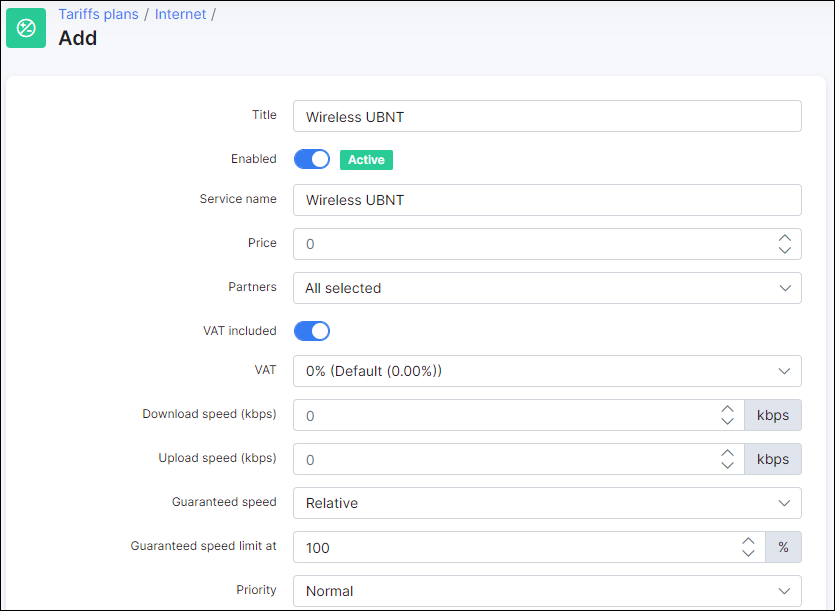 Tariffs plans / Internet /
Add
Title Wireless UBNT
Enabled Active
Service name Wireless UBNT
Price 0
Partners All selected
VAT included
VAT 0% (Default (0.00%))
Download speed (kbps) 0 kbps
Upload speed (kbps) 0 kbps
Guaranteed speed Relative
Guaranteed speed limit at 100 %
Priority Normal